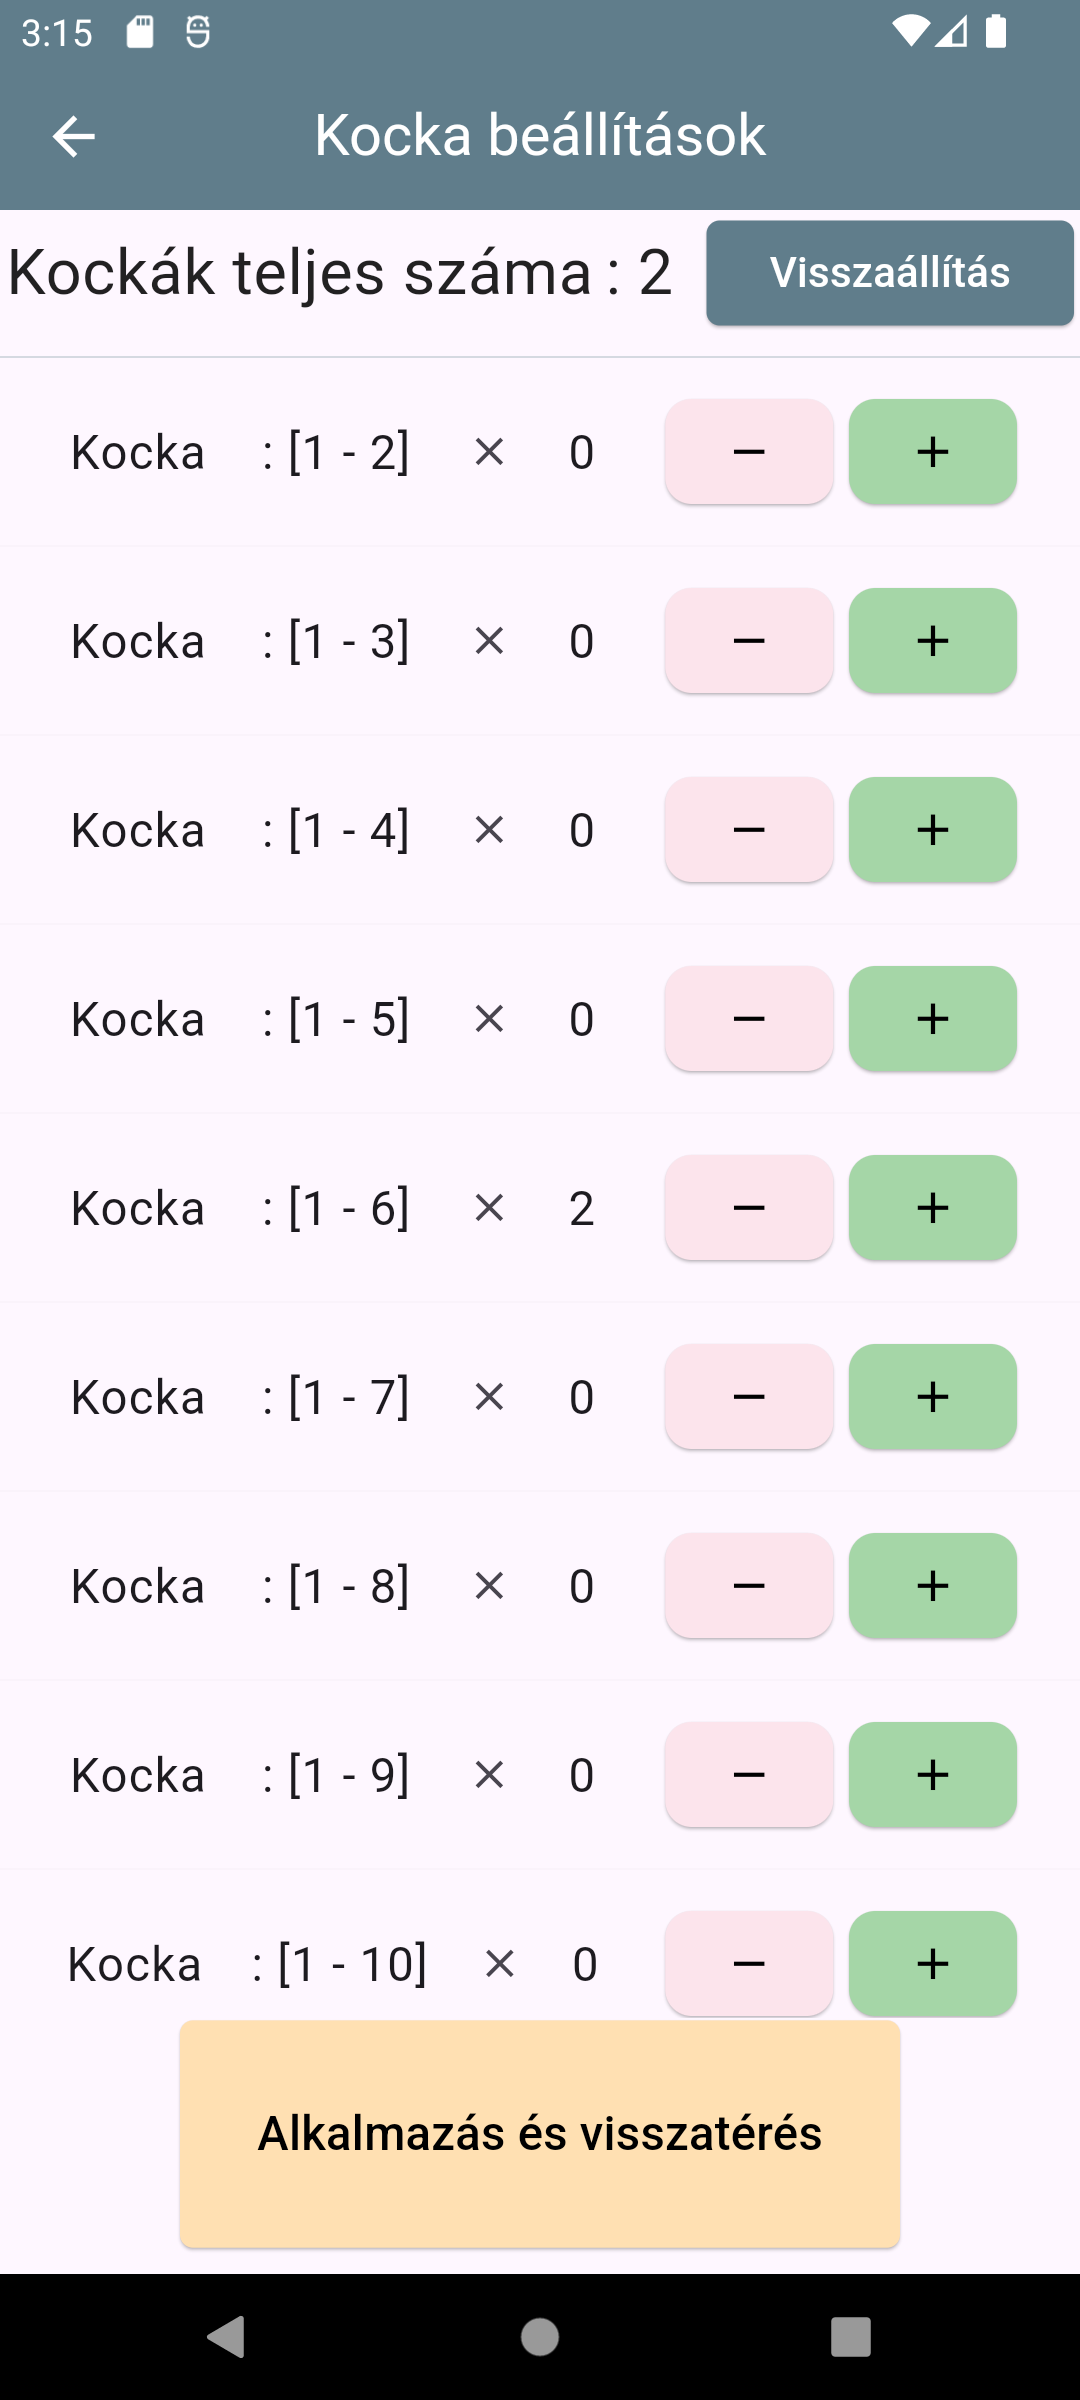 3:15
Kocka beállítások
Kockák teljes száma : 2 Visszaállítás
Kocka : [1 - 2] × 0 − +
Kocka : [1 - 3] × 0 − +
Kocka : [1 - 4] × 0 − +
Kocka : [1 - 5] × 0 − +
Kocka : [1 - 6] × 2 − +
Kocka : [1 - 7] × 0 − +
Kocka : [1 - 8] × 0 − +
Kocka : [1 - 9] × 0 − +
Kocka : [1 - 10] × 0 − +
Alkalmazás és visszatérés